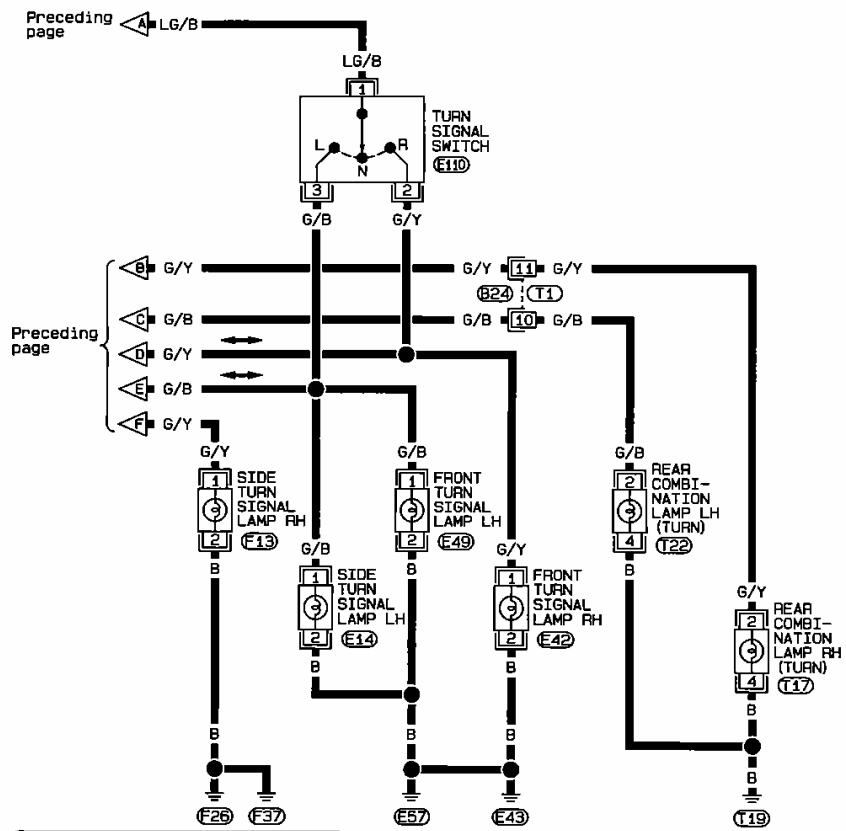 Preceding page
A LG/B
LG/B
1
TURN SIGNAL SWITCH
E110
L N R
3 2
G/B G/Y
Preceding page
B G/Y G/Y 11 G/Y
B24 T1
C G/B G/B 10 G/B
D G/Y
E G/B
F G/Y
G/Y
1
SIDE TURN SIGNAL LAMP RH
2
F13
B
G/B
1
FRONT TURN SIGNAL LAMP LH
2
E49
B
G/B
2
REAR COMBI-NATION LAMP LH (TURN)
4
T22
B
G/B
1
SIDE TURN SIGNAL LAMP LH
2
E14
B
G/Y
1
FRONT TURN SIGNAL LAMP RH
2
E42
B
G/Y
2
REAR COMBI-NATION LAMP RH (TURN)
4
T17
B
B B B B
F26 F37 E57 E43 T19